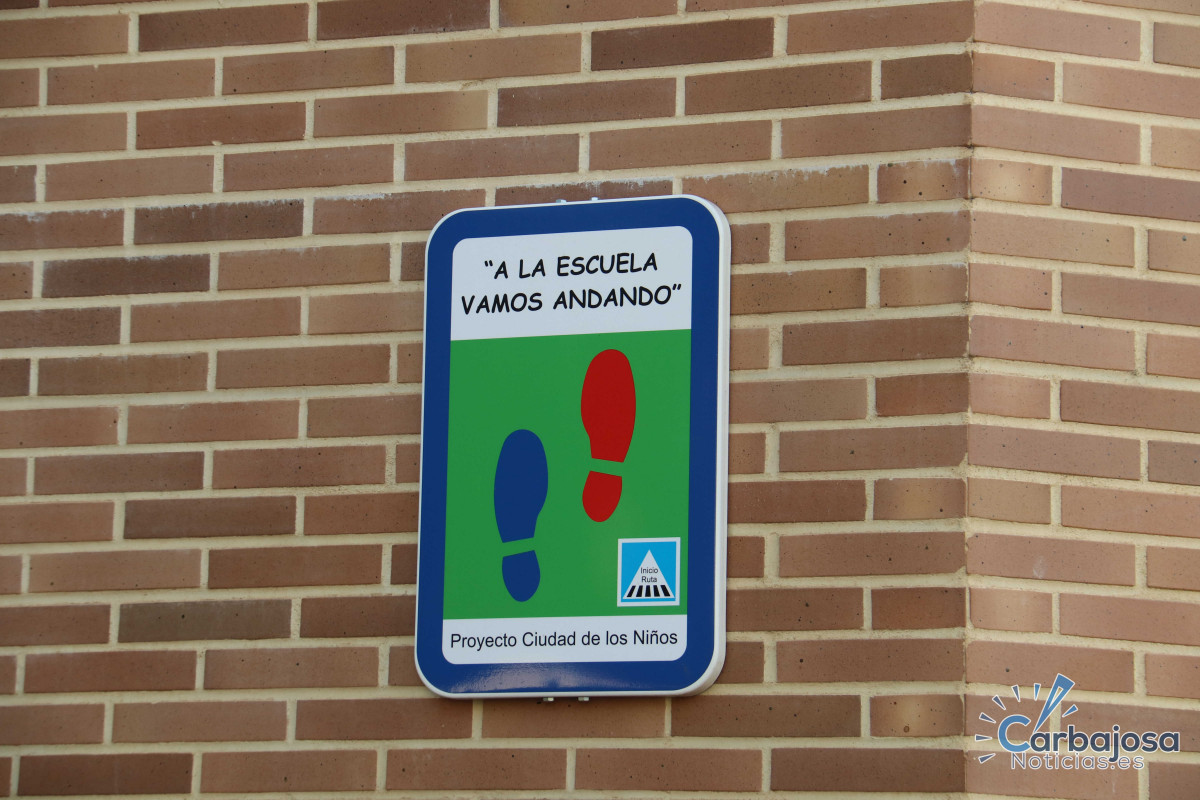 “A LA ESCUELA
VAMOS ANDANDO”
Inicio
Ruta
Proyecto Ciudad de los Niños
Carbajosa
Noticias.es